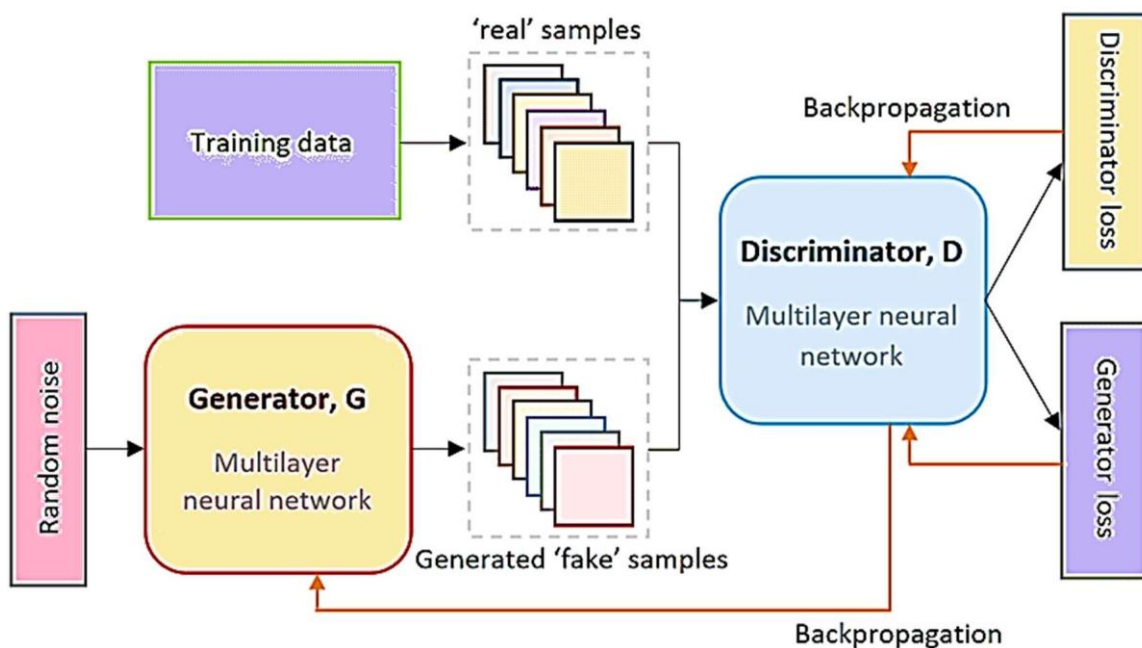 'real' samples
Training data
Backpropagation
Discriminator loss
Discriminator, D
Multilayer neural
network
Random noise
Generator, G
Multilayer
neural network
Generated 'fake' samples
Generator loss
Backpropagation